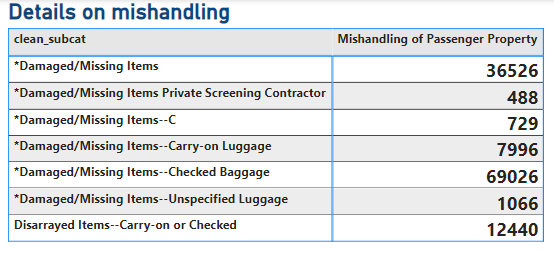 Details on mishandling
clean_subcat Mishandling of Passenger Property
*Damaged/Missing Items 36526
*Damaged/Missing Items Private Screening Contractor 488
*Damaged/Missing Items--C 729
*Damaged/Missing Items--Carry-on Luggage 7996
*Damaged/Missing Items--Checked Baggage 69026
*Damaged/Missing Items--Unspecified Luggage 1066
Disarrayed Items--Carry-on or Checked 12440